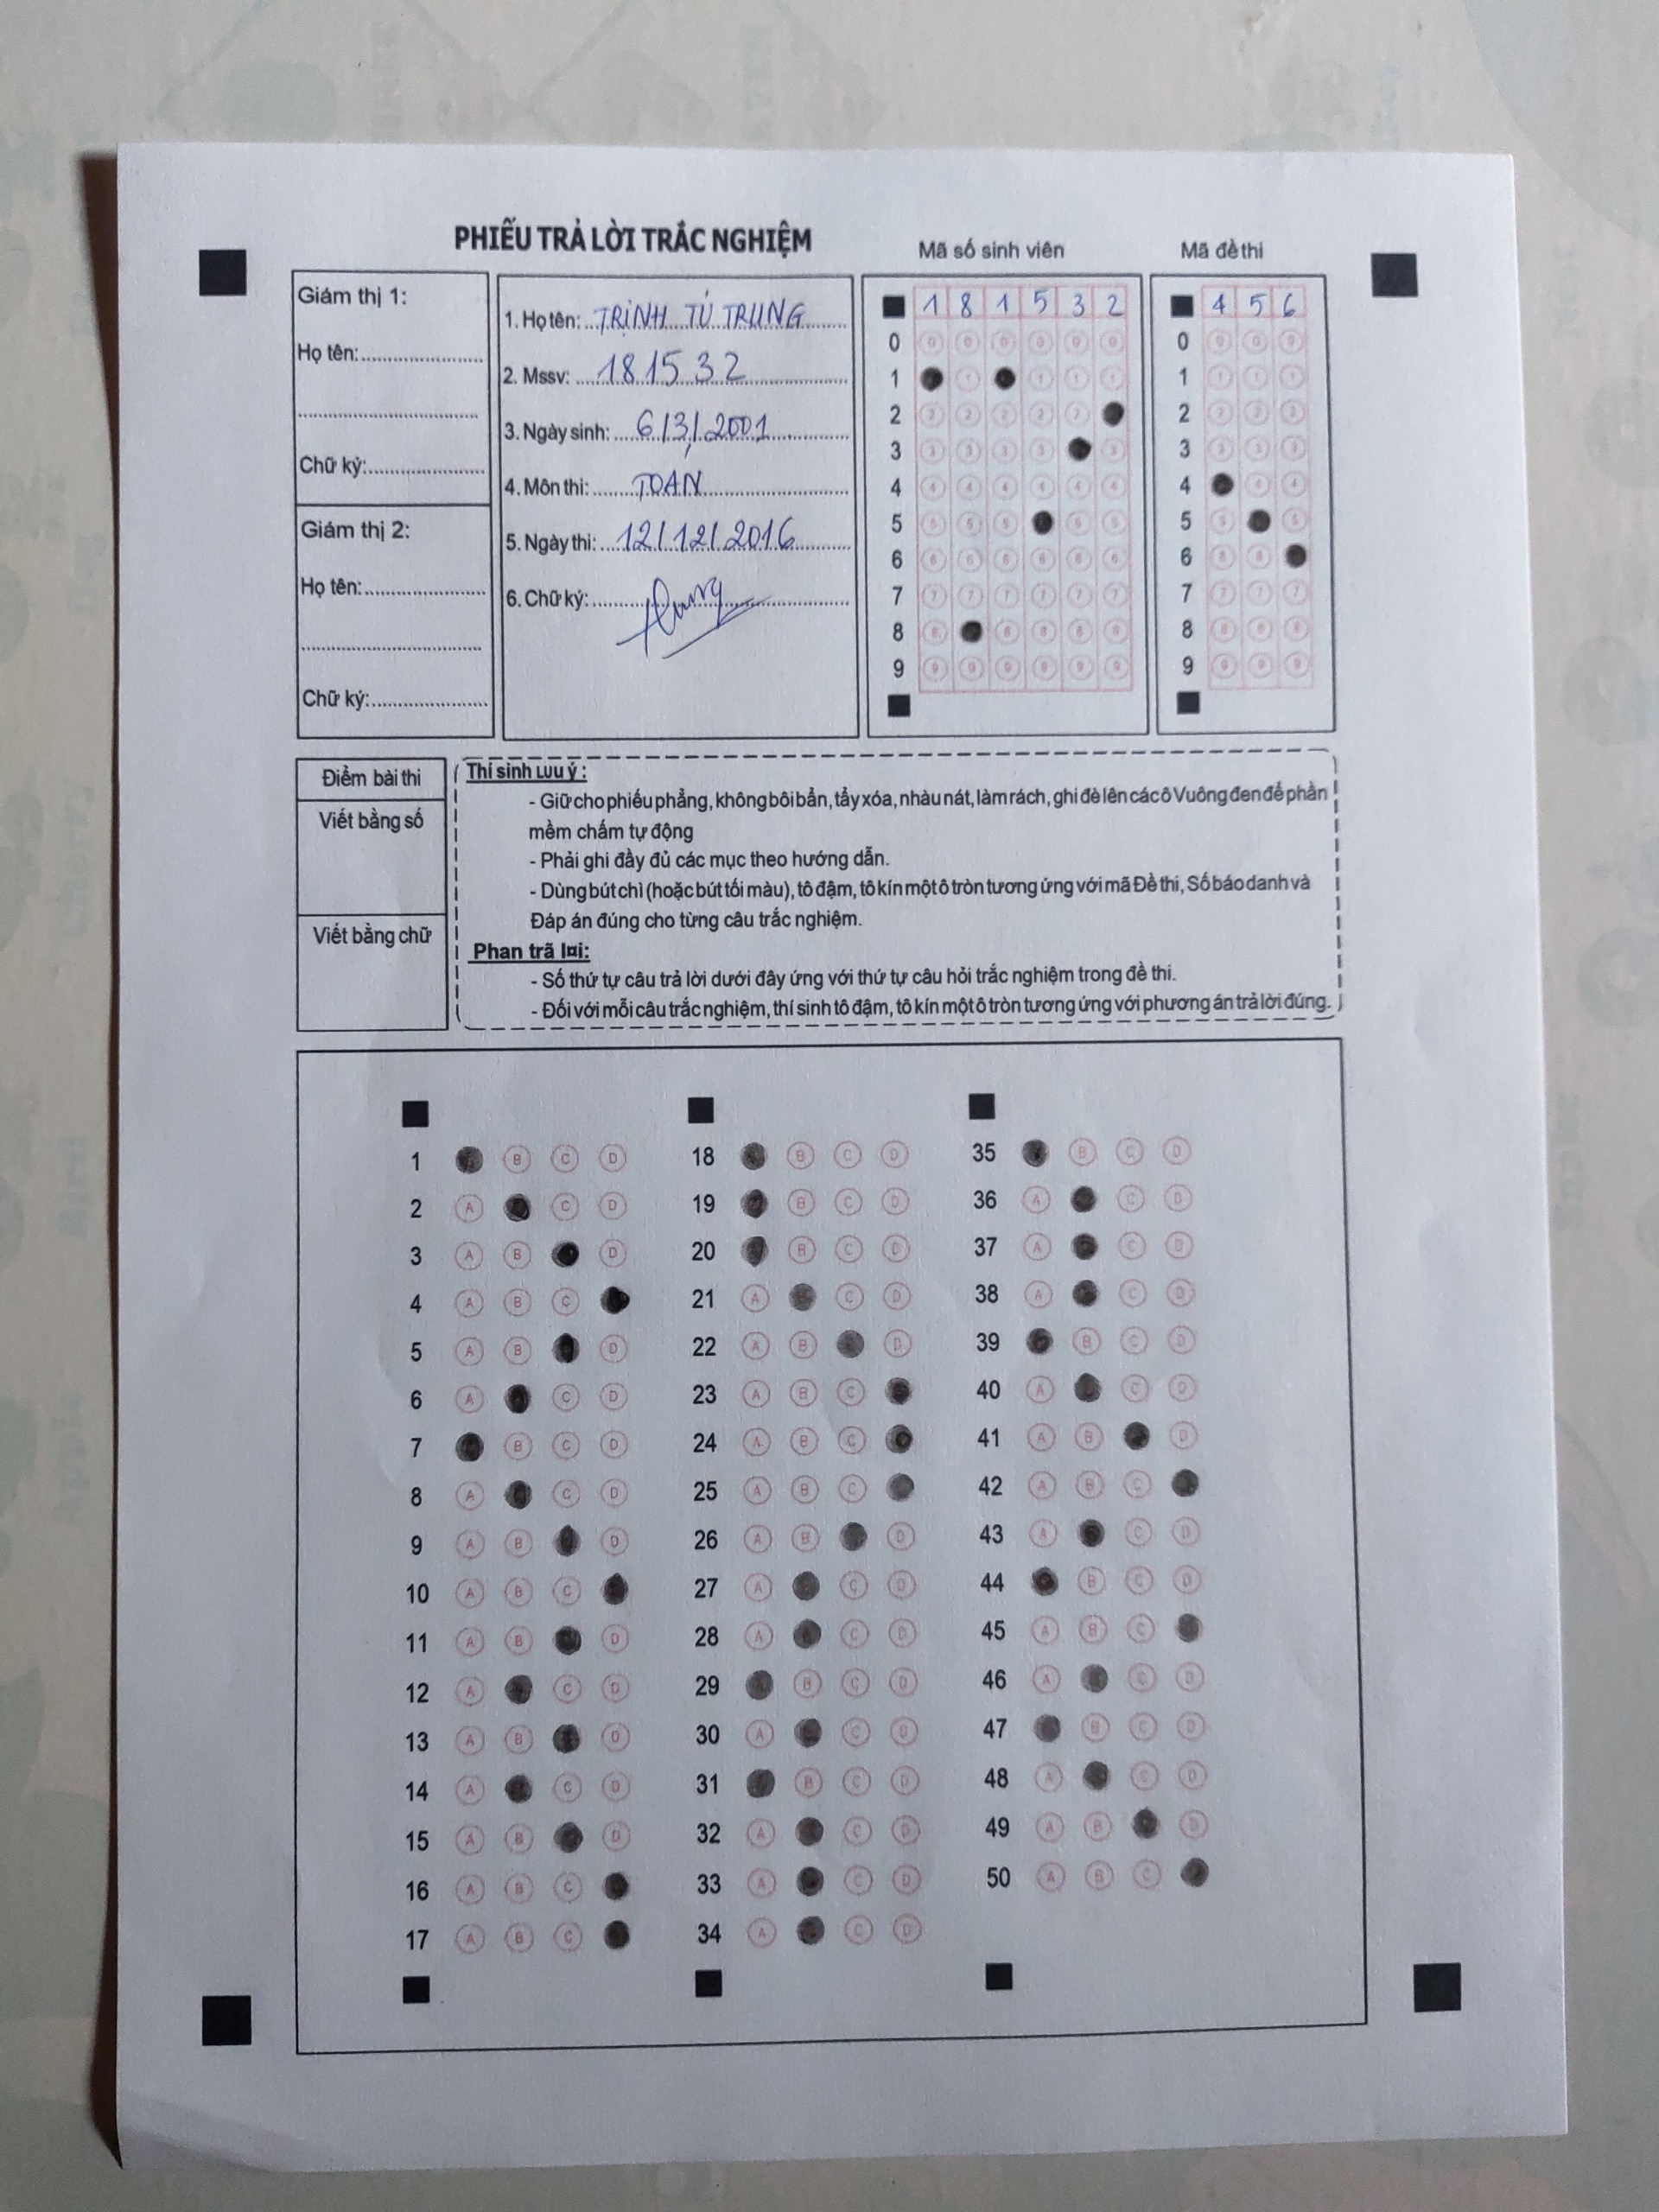 PHIẾU TRẢ LỜI TRẮC NGHIỆM
Giám thị 1:
Họ tên:
Chữ ký:
Giám thị 2:
Họ tên:
Chữ ký:
1. Họ tên: TRỊNH TÚ TRUNG
2. Mssv: 181532
3. Ngày sinh: 6/3/2001
4. Môn thi: TOÁN
5. Ngày thi: 12/12/2016
6. Chữ ký:
Mã số sinh viên
1 8 1 5 3 2
0 0 0 0 0 0 0
1 1 1 1 1
2 2 2 2 2 2
3 3 3 3 3 3
4 4 4 4 4 4 4
5 5 5 5 5 5
6 6 6 6 6 6 6
7 7 7 7 7 7 7
8 8 8 8 8 8
9 9 9 9 9 9 9
Mã đề thi
4 5 6
0 0 0 0
1 1 1 1
2 2 2 2
3 3 3 3
4 4 4
5 5 5
6 6 6
7 7 7 7
8 8 8 8
9 9 9 9
Điểm bài thi
Viết bằng số
Viết bằng chữ
Thí sinh Lưu ý :
- Giữ cho phiếu phẳng, không bôi bẩn, tẩy xóa, nhàu nát, làm rách, ghi đè lên các ô Vuông đen để phần
mềm chấm tự động
- Phải ghi đầy đủ các mục theo hướng dẫn.
- Dùng bút chì (hoặc bút tối màu), tô đậm, tô kín một ô tròn tương ứng với mã Đề thi, Số báo danh và
Đáp án đúng cho từng câu trắc nghiệm.
Phan trã l¤i:
- Số thứ tự câu trả lời dưới đây ứng với thứ tự câu hỏi trắc nghiệm trong đề thi.
- Đối với mỗi câu trắc nghiệm, thí sinh tô đậm, tô kín một ô tròn tương ứng với phương án trả lời đúng.
1 B C D
2 A C D
3 A B D
4 A B C
5 A B D
6 A C D
7 B C D
8 A C D
9 A B D
10 A B C
11 A B D
12 A C D
13 A B D
14 A C D
15 A B D
16 A B C
17 A B C
18 B C D
19 B C D
20 B C D
21 A C D
22 A B D
23 A B C
24 A B C
25 A B C
26 A B D
27 A C D
28 A C D
29 B C D
30 A C D
31 B C D
32 A C D
33 A C D
34 A C D
35 B C D
36 A C D
37 A C D
38 A C D
39 B C D
40 A C D
41 A B D
42 A B C
43 A C D
44 B C D
45 A B C
46 A C D
47 B C D
48 A C D
49 A B D
50 A B C